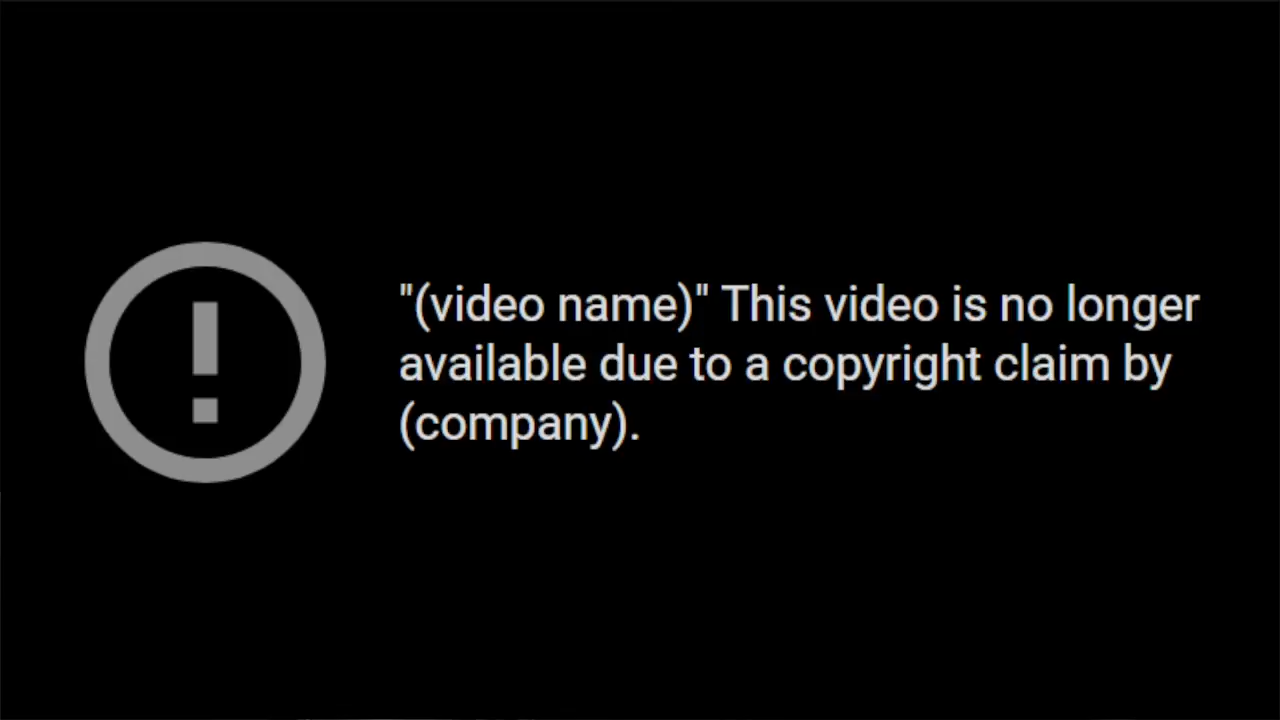 "(video name)" This video is no longer
available due to a copyright claim by
(company).